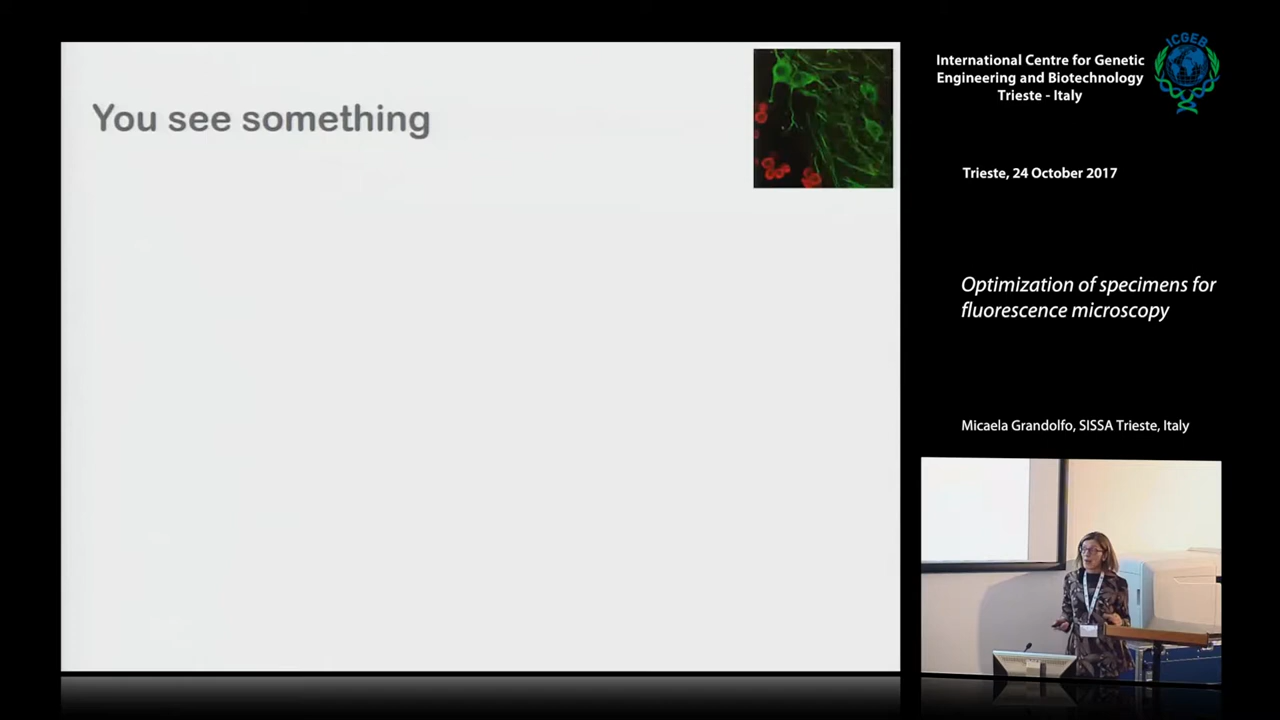 You see something
ICGEB
International Centre for Genetic
Engineering and Biotechnology
Trieste - Italy
Trieste, 24 October 2017
Optimization of specimens for
fluorescence microscopy
Micaela Grandolfo, SISSA Trieste, Italy